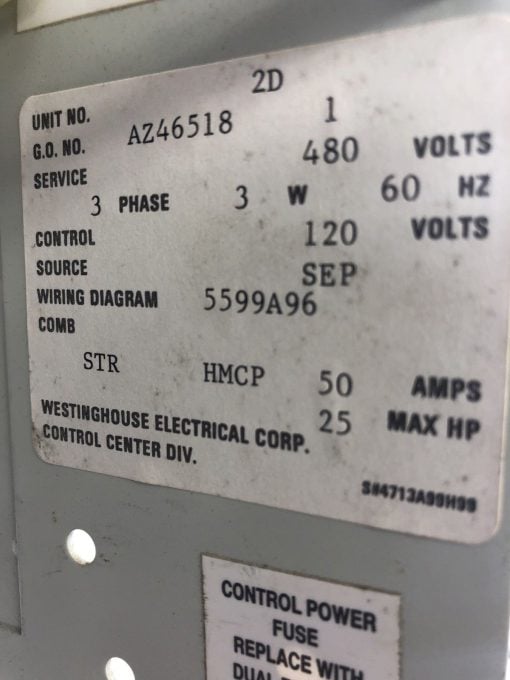 UNIT NO. 2D
G.O. NO. AZ46518 1
SERVICE 480 VOLTS
3 PHASE 3 W 60 HZ
CONTROL 120 VOLTS
SOURCE SEP
WIRING DIAGRAM 5599A96
COMB
STR HMCP 50 AMPS
25 MAX HP
WESTINGHOUSE ELECTRICAL CORP.
CONTROL CENTER DIV.
S#4713A99H99
CONTROL POWER
FUSE
REPLACE WITH
DUAL